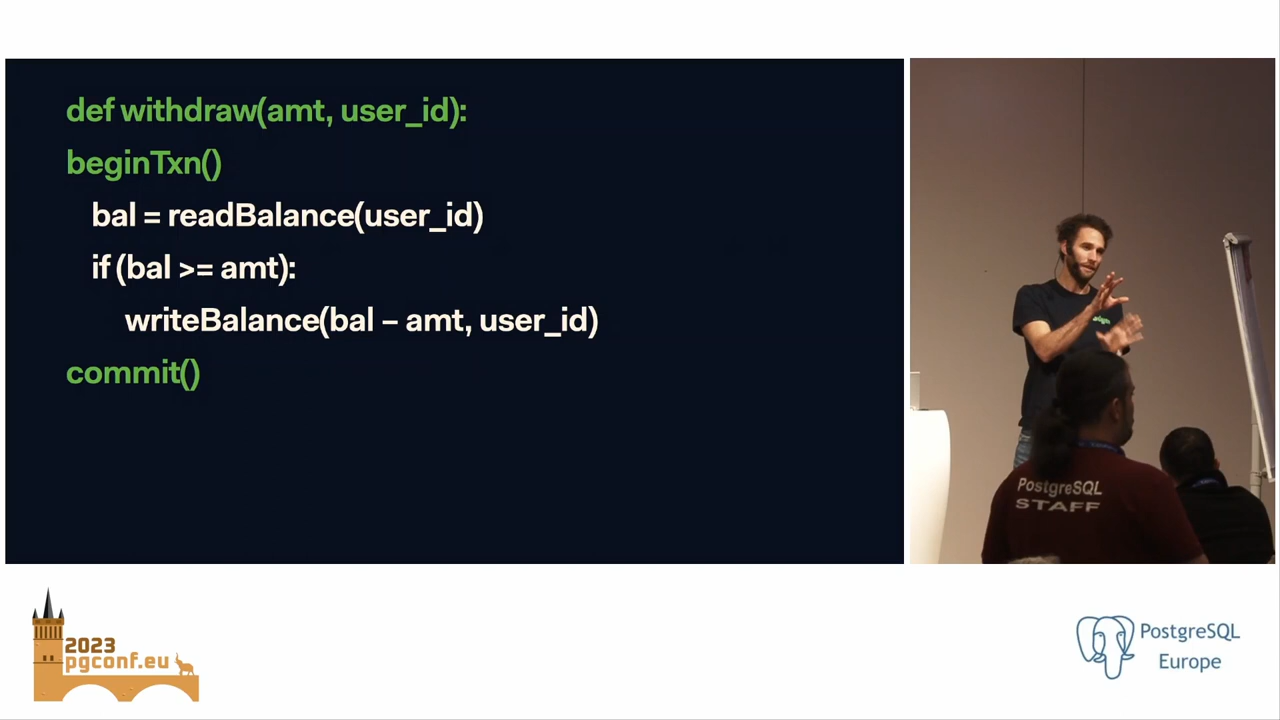 def withdraw(amt, user_id):
beginTxn()
bal = readBalance(user_id)
if (bal >= amt):
writeBalance(bal – amt, user_id)
commit()
PostgreSQL
STAFF
2023
pgconf.eu
PostgreSQL
Europe